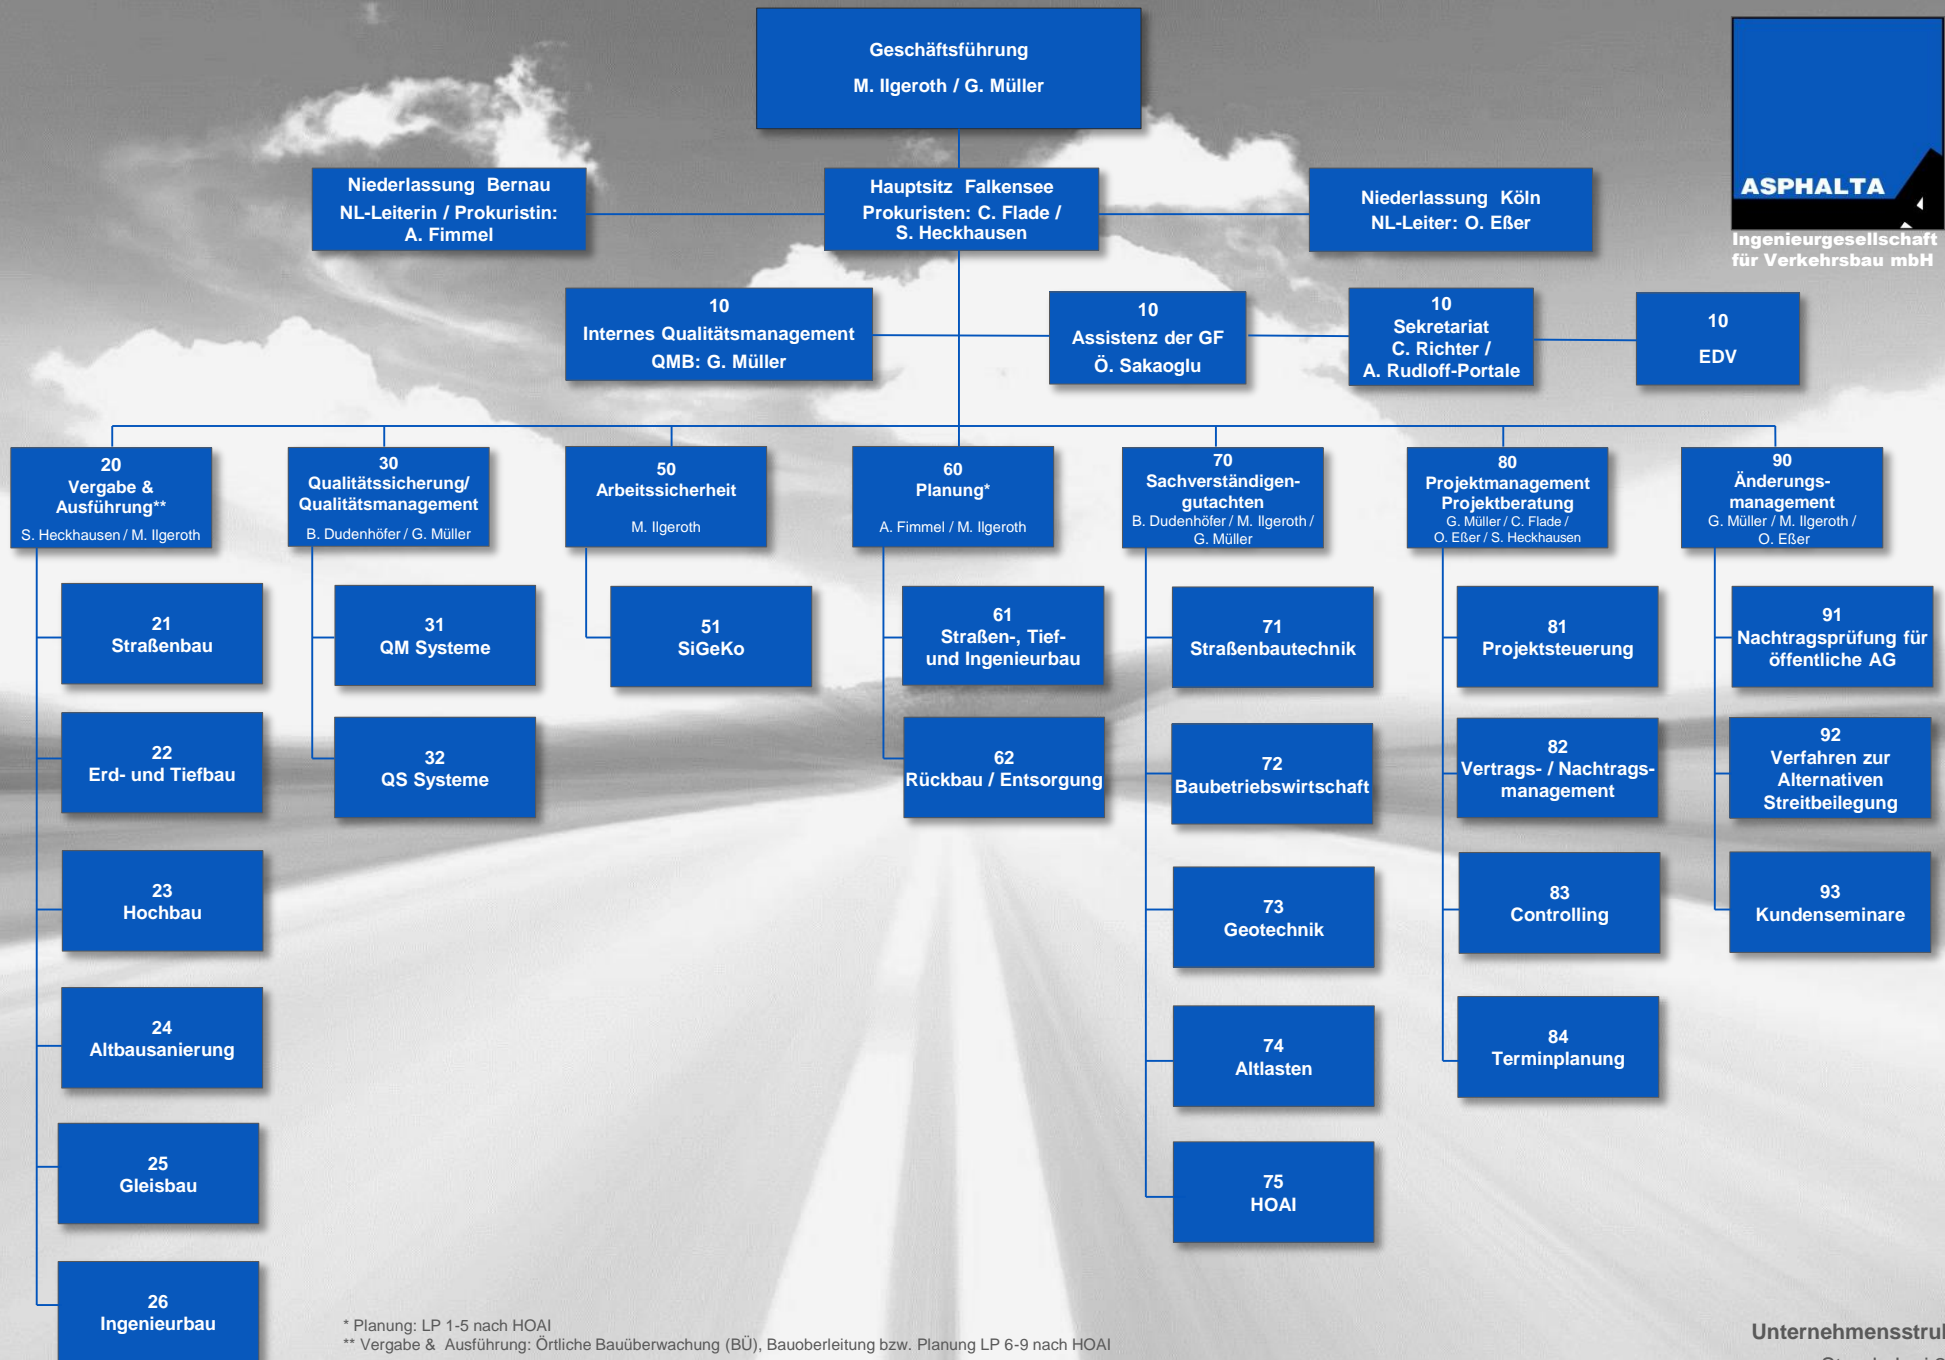 Geschäftsführung
M. Ilgeroth / G. Müller
ASPHALTA
Ingenieurgesellschaft
für Verkehrsbau mbH
Niederlassung Bernau
NL-Leiterin / Prokuristin:
A. Fimmel
Hauptsitz Falkensee
Prokuristen: C. Flade /
S. Heckhausen
Niederlassung Köln
NL-Leiter: O. Eßer
10
Internes Qualitätsmanagement
QMB: G. Müller
10
Assistenz der GF
Ö. Sakaoglu
10
Sekretariat
C. Richter /
A. Rudloff-Portale
10
EDV
20
Vergabe &
Ausführung**
S. Heckhausen / M. Ilgeroth
30
Qualitätssicherung/
Qualitätsmanagement
B. Dudenhöfer / G. Müller
50
Arbeitssicherheit
M. Ilgeroth
60
Planung*
A. Fimmel / M. Ilgeroth
70
Sachverständigen-
gutachten
B. Dudenhöfer / M. Ilgeroth /
G. Müller
80
Projektmanagement
Projektberatung
G. Müller / C. Flade /
O. Eßer / S. Heckhausen
90
Änderungs-
management
G. Müller / M. Ilgeroth /
O. Eßer
21
Straßenbau
22
Erd- und Tiefbau
23
Hochbau
24
Altbausanierung
25
Gleisbau
26
Ingenieurbau
31
QM Systeme
32
QS Systeme
51
SiGeKo
61
Straßen-, Tief-
und Ingenieurbau
62
Rückbau / Entsorgung
71
Straßenbautechnik
72
Baubetriebswirtschaft
73
Geotechnik
74
Altlasten
75
HOAI
81
Projektsteuerung
82
Vertrags- / Nachtrags-
management
83
Controlling
84
Terminplanung
91
Nachtragsprüfung für
öffentliche AG
92
Verfahren zur
Alternativen
Streitbeilegung
93
Kundenseminare
* Planung: LP 1-5 nach HOAI
** Vergabe & Ausführung: Örtliche Bauüberwachung (BÜ), Bauoberleitung bzw. Planung LP 6-9 nach HOAI